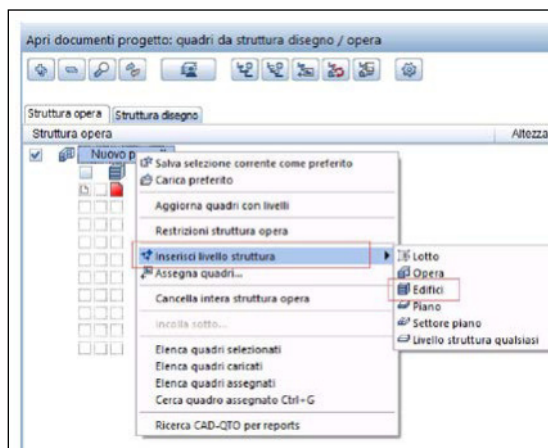 Apri documenti progetto: quadri da struttura disegno / opera
Struttura opera Struttura disegno
Struttura opera Altezza
Nuovo p
Salva selezione corrente come preferito
Carica preferito
Aggiorna quadri con livelli
Restrizioni struttura opera
Inserisci livello struttura
Assegna quadri...
Cancella intera struttura opera
Incolla sotto...
Elenca quadri selezionati
Elenca quadri caricati
Elenca quadri assegnati
Cerca quadro assegnato Ctrl+G
Ricerca CAD-QTO per reports
Lotto
Opera
Edifici
Piano
Settore piano
Livello struttura qualsiasi